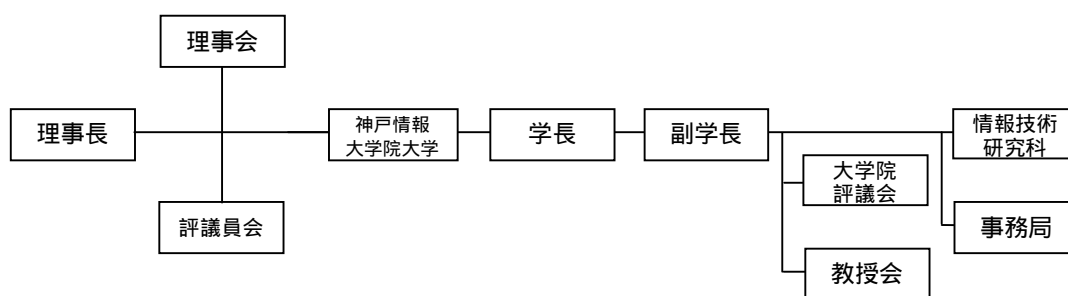 理事会
理事長
神戸情報
大学院大学
学長
副学長
情報技術
研究科
大学院
評議会
評議員会
事務局
教授会